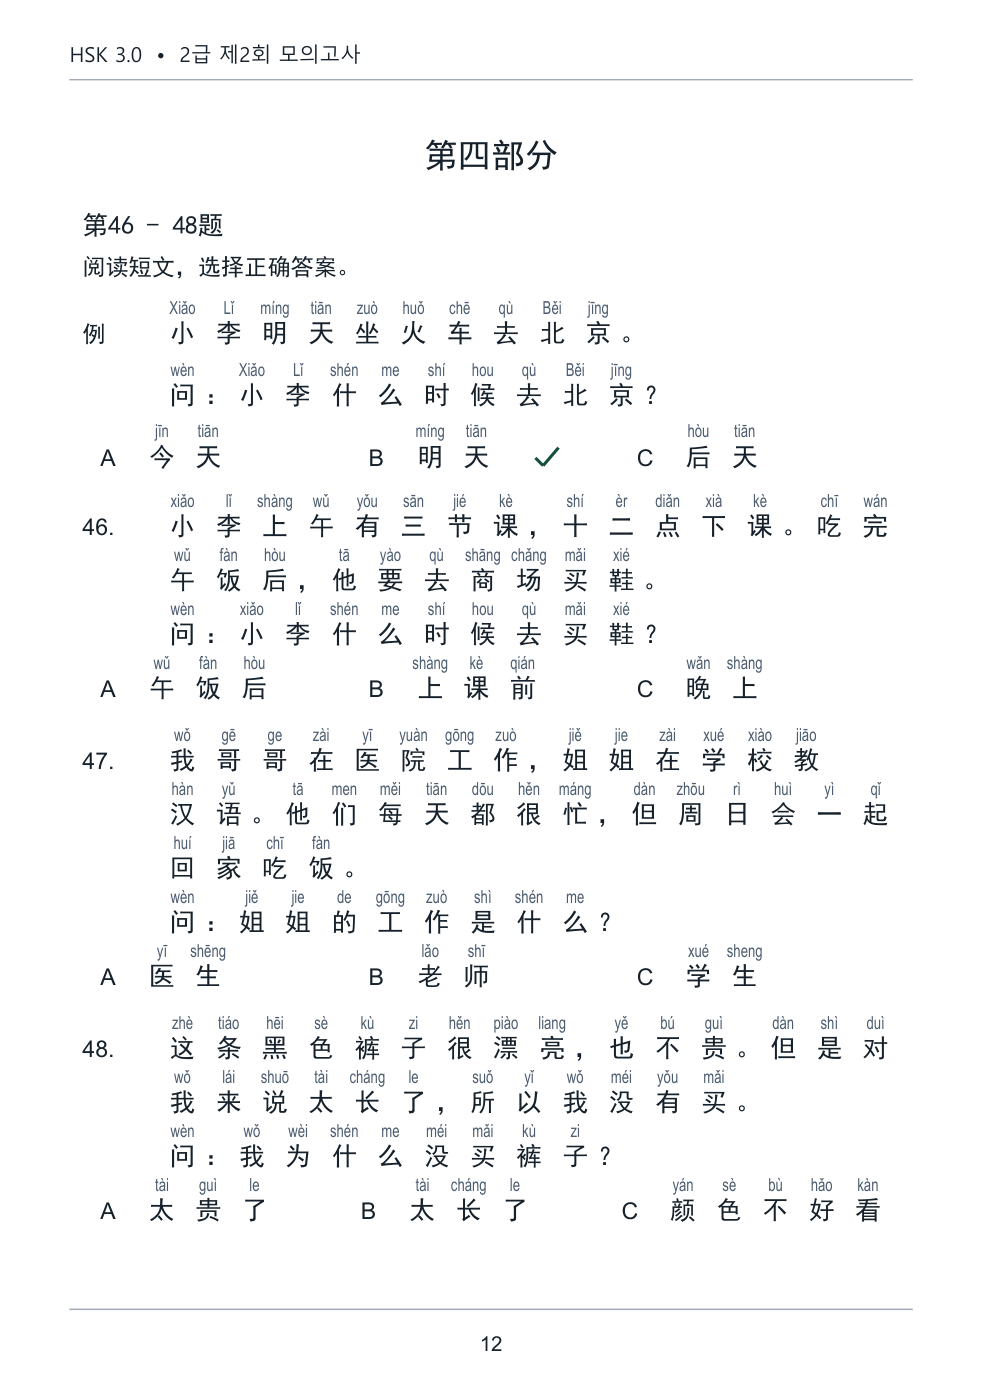 HSK 3.0 • 2급 제2회 모의고사
第四部分
第46 – 48题
阅读短文，选择正确答案。
Xiǎo Lǐ míng tiān zuò huǒ chē qù Běi jīng
例 小李明天坐火车去北京。
wèn Xiǎo Lǐ shén me shí hou qù Běi jīng
问：小李什么时候去北京？
jīn tiān míng tiān hòu tiān
A 今天 B 明天 ✓ C 后天
xiǎo lǐ shàng wǔ yǒu sān jié kè shí èr diǎn xià kè chī wán
46. 小李上午有三节课，十二点下课。吃完
wǔ fàn hòu tā yào qù shāng chǎng mǎi xié
午饭后，他要去商场买鞋。
wèn xiǎo lǐ shén me shí hou qù mǎi xié
问：小李什么时候去买鞋？
wǔ fàn hòu shàng kè qián wǎn shàng
A 午饭后 B 上课前 C 晚上
wǒ gē ge zài yī yuàn gōng zuò jiě jie zài xué xiào jiāo
47. 我哥哥在医院工作，姐姐在学校教
hàn yǔ tā men měi tiān dōu hěn máng dàn zhōu rì huì yì qǐ
汉语。他们每天都很忙，但周日会一起
huí jiā chī fàn
回家吃饭。
wèn jiě jie de gōng zuò shì shén me
问：姐姐的工作是什么？
yī shēng lǎo shī xué sheng
A 医生 B 老师 C 学生
zhè tiáo hēi sè kù zi hěn piào liang yě bú guì dàn shì duì
48. 这条黑色裤子很漂亮，也不贵。但是对
wǒ lái shuō tài cháng le suǒ yǐ wǒ méi yǒu mǎi
我来说太长了，所以我没有买。
wèn wǒ wèi shén me méi mǎi kù zi
问：我为什么没买裤子？
tài guì le tài cháng le yán sè bù hǎo kàn
A 太贵了 B 太长了 C 颜色不好看
12